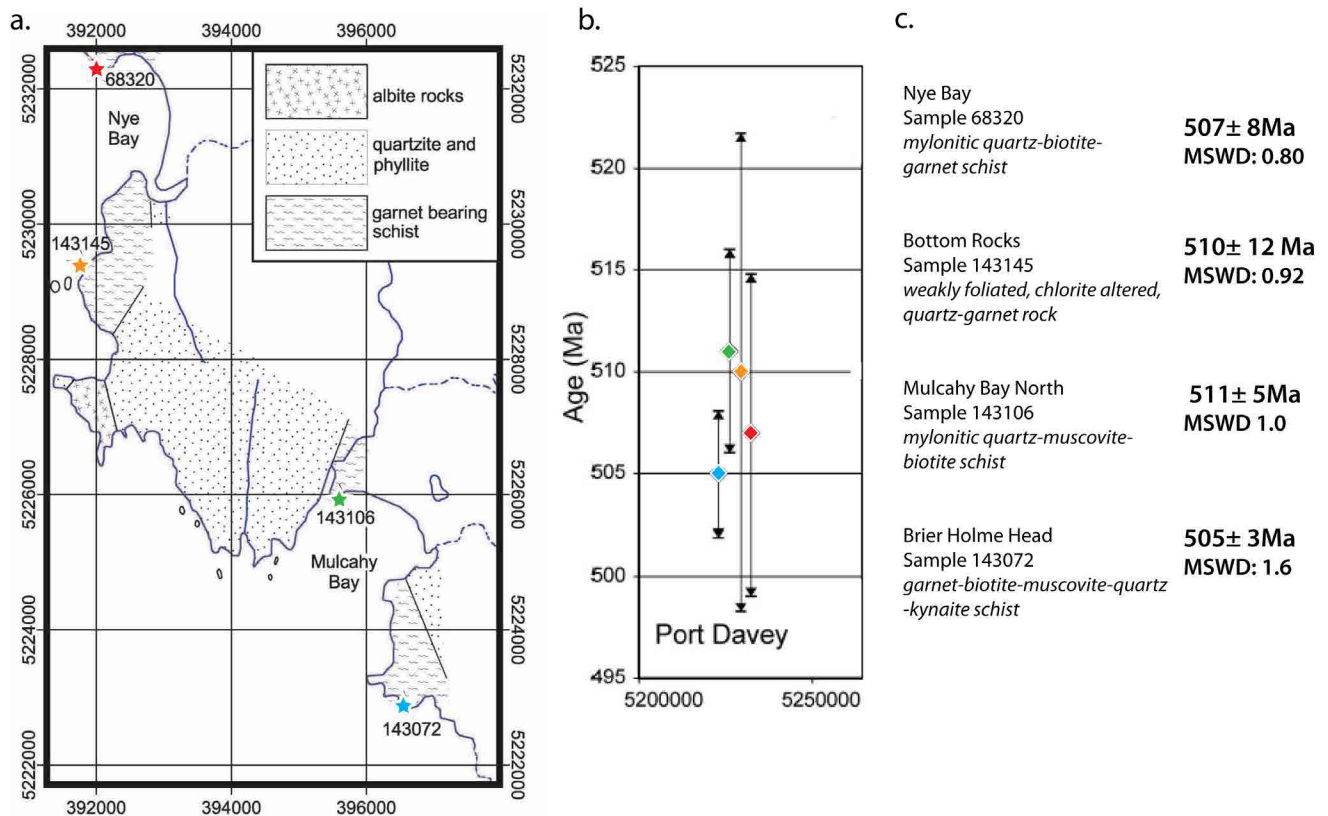 a.
392000
394000
396000
5232000
5230000
5228000
5226000
5224000
5222000
5232000
5230000
5228000
5226000
5224000
5222000
392000
394000
396000
68320
Nye
Bay
143145
143106
Mulcahy
Bay
143072
albite rocks
quartzite and
phyllite
garnet bearing
schist
b.
Age (Ma)
525
520
515
510
505
500
495
Port Davey
5200000
5250000
c.
Nye Bay
Sample 68320
mylonitic quartz-biotite-
garnet schist
507± 8Ma
MSWD: 0.80
Bottom Rocks
Sample 143145
weakly foliated, chlorite altered,
quartz-garnet rock
510± 12 Ma
MSWD: 0.92
Mulcahy Bay North
Sample 143106
mylonitic quartz-muscovite-
biotite schist
511± 5Ma
MSWD 1.0
Brier Holme Head
Sample 143072
garnet-biotite-muscovite-quartz
-kynaite schist
505± 3Ma
MSWD: 1.6